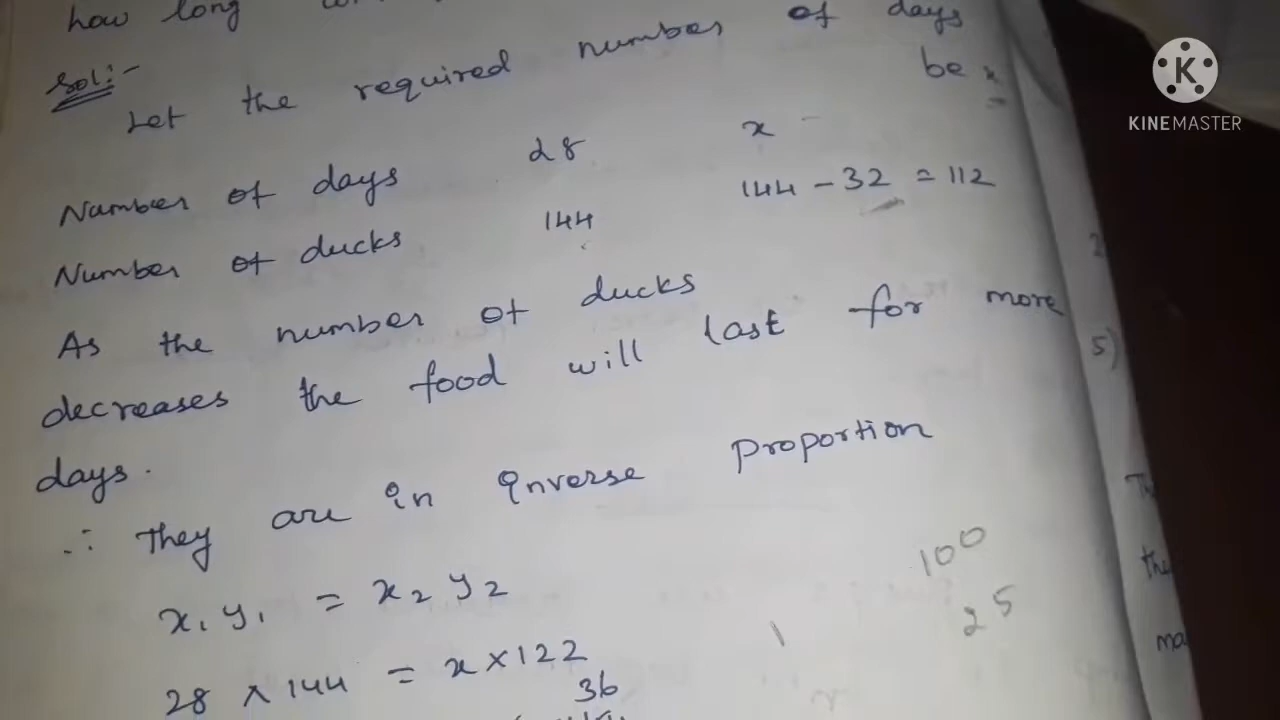 how long
Sol:-
Let the required number of days
be x
Number of days 28 x
Number of ducks 144 144 - 32 = 112
As the number of ducks
decreases the food will last for more
days.
∴ They are in inverse proportion
x₁ y₁ = x₂ y₂
28 × 144 = x × 122
36
100
25
5)
K
KINEMASTER